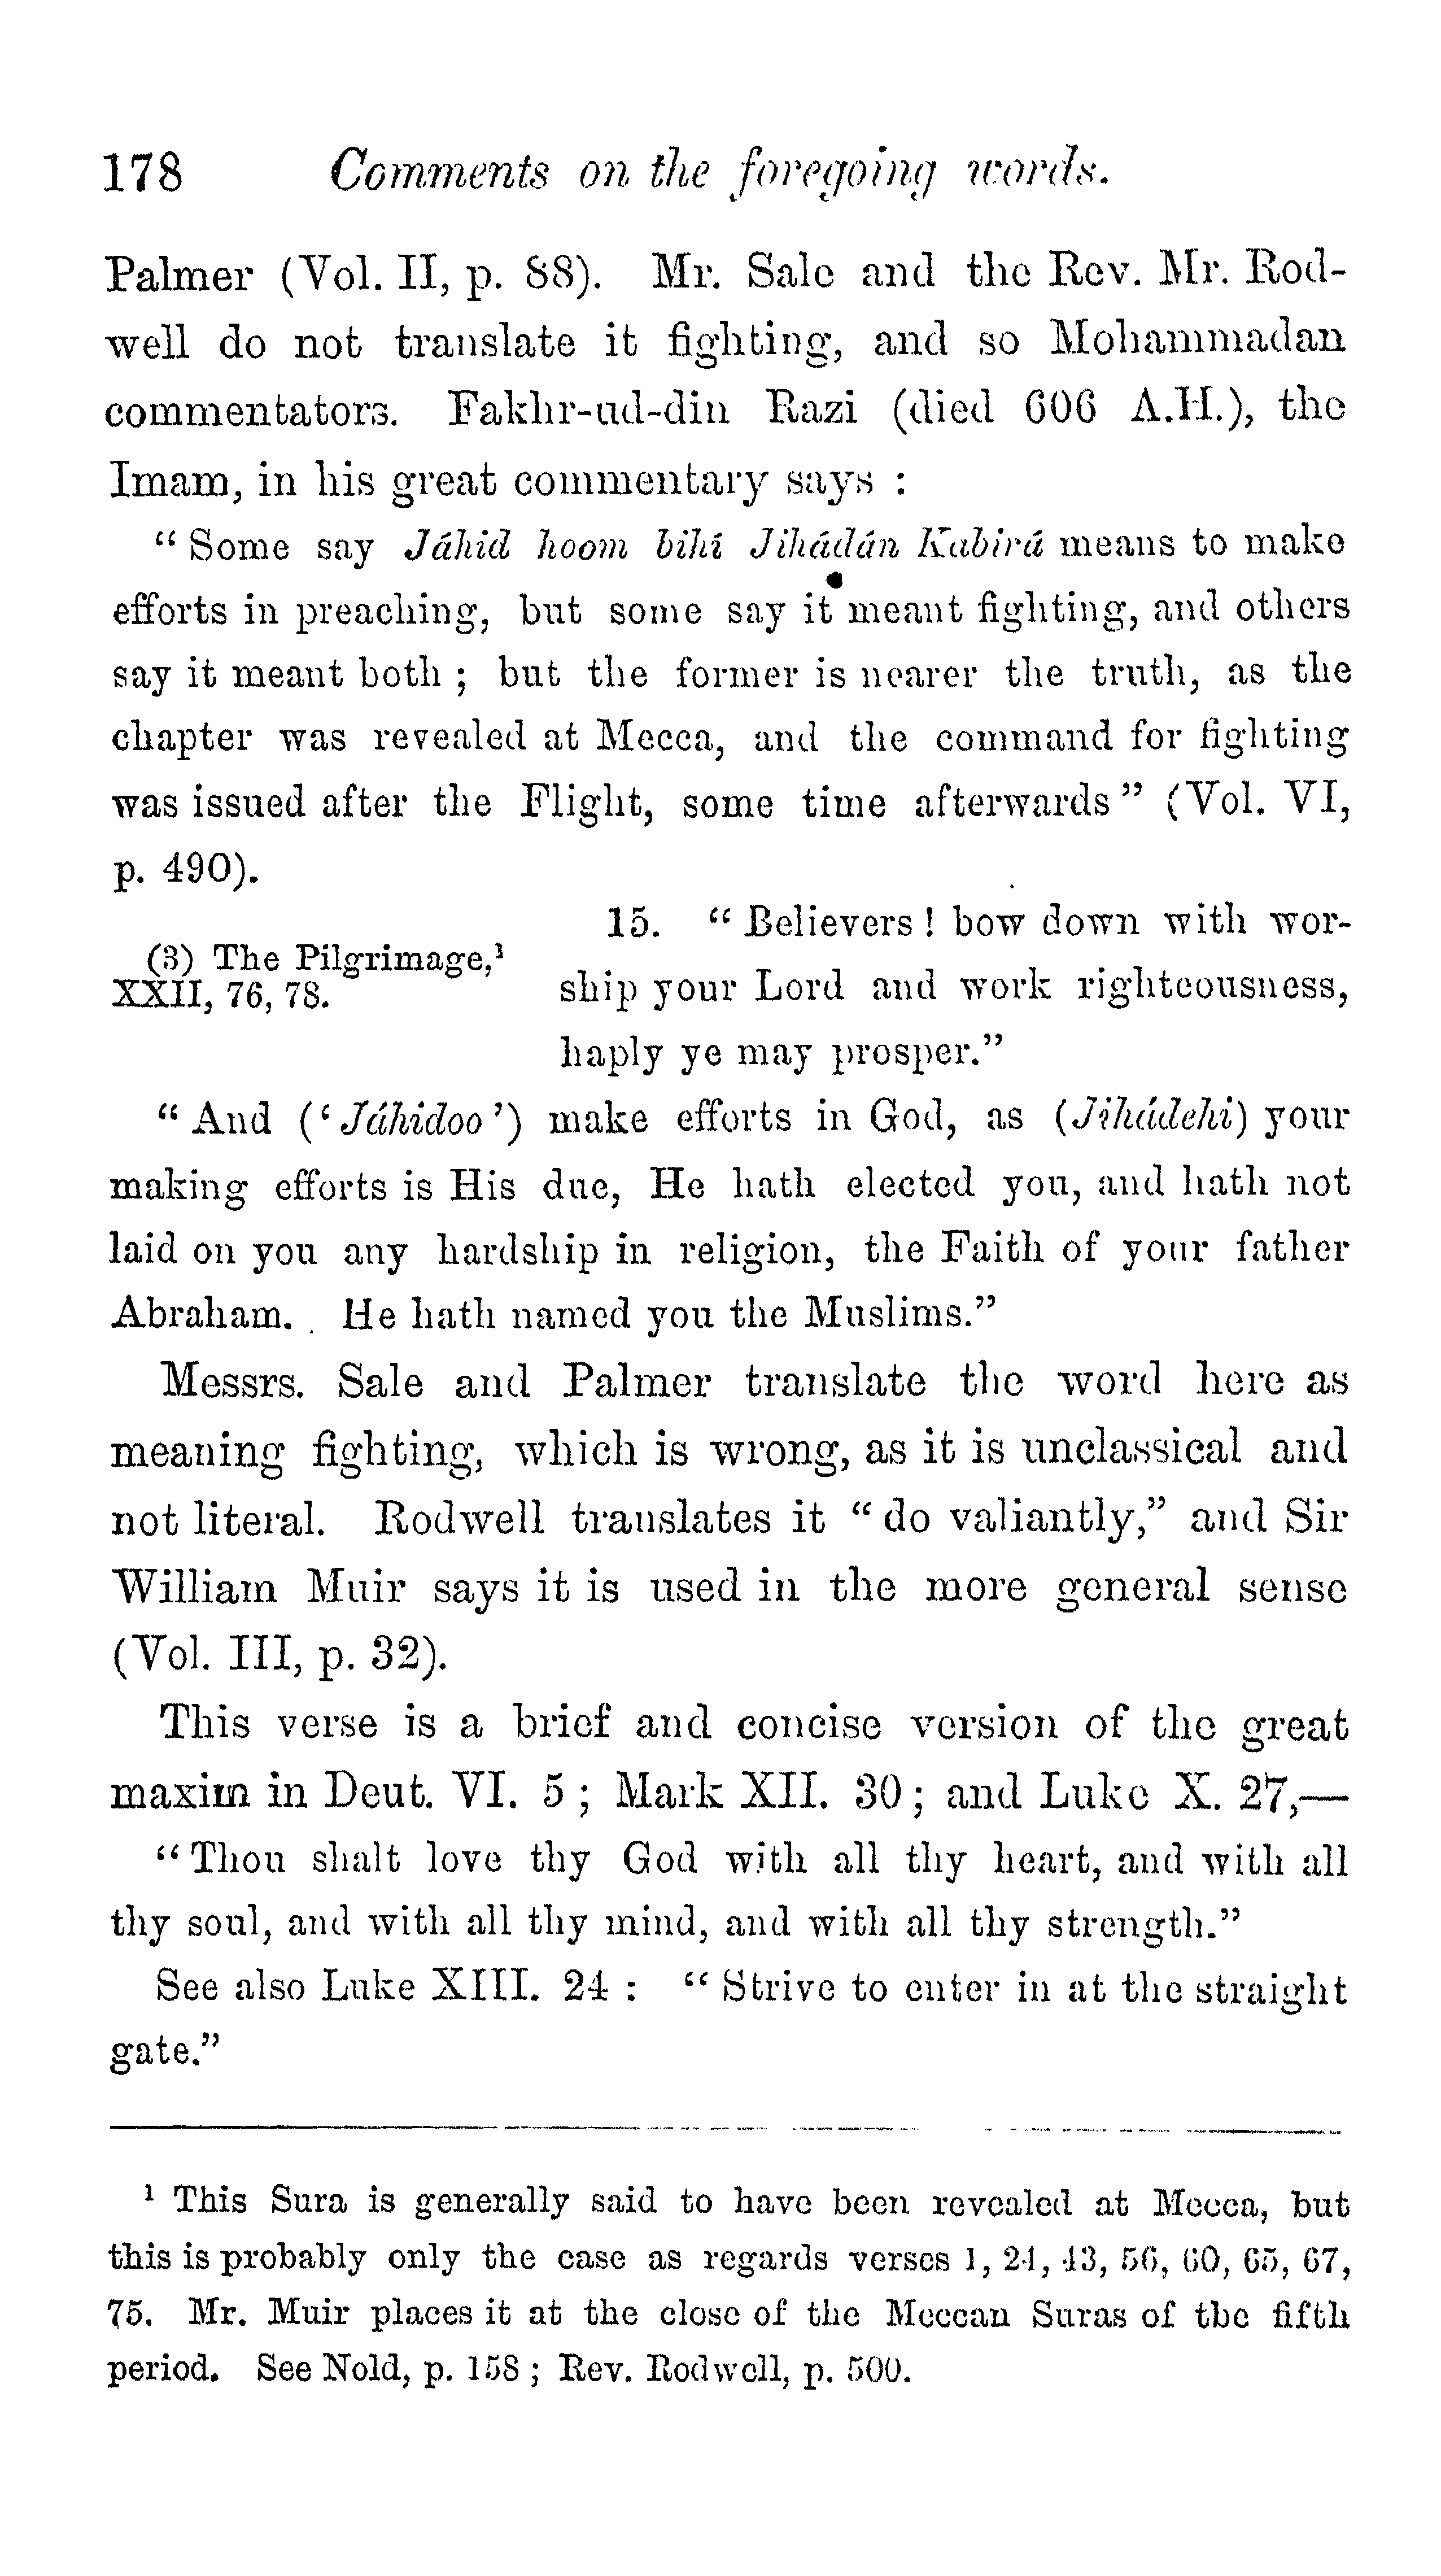 178 Comments on the foregoing words.
Palmer (Vol. II, p. 88). Mr. Sale and the Rev. Mr. Rod-
well do not translate it fighting, and so Mohammadan
commentators. Fakhr-ud-din Razi (died 606 A.H.), the
Imam, in his great commentary says :
“ Some say Jáhid hoom bihí Jihádán Kabirá means to make
efforts in preaching, but some say it meant fighting, and others
say it meant both ; but the former is nearer the truth, as the
chapter was revealed at Mecca, and the command for fighting
was issued after the Flight, some time afterwards ” (Vol. VI,
p. 490).
(3) The Pilgrimage,¹
XXII, 76, 78.
15. “ Believers ! bow down with wor-
ship your Lord and work righteousness,
haply ye may prosper.”
“ And (‘ Jáhidoo ’) make efforts in God, as (Jihádehi) your
making efforts is His due, He hath elected you, and hath not
laid on you any hardship in religion, the Faith of your father
Abraham. He hath named you the Muslims.”
Messrs. Sale and Palmer translate the word here as
meaning fighting, which is wrong, as it is unclassical and
not literal. Rodwell translates it “ do valiantly,” and Sir
William Muir says it is used in the more general sense
(Vol. III, p. 32).
This verse is a brief and concise version of the great
maxim in Deut. VI. 5 ; Mark XII. 30 ; and Luke X. 27,—
“ Thou shalt love thy God with all thy heart, and with all
thy soul, and with all thy mind, and with all thy strength.”
See also Luke XIII. 24 : “ Strive to enter in at the straight
gate.”
¹ This Sura is generally said to have been revealed at Mecca, but
this is probably only the case as regards verses 1, 24, 43, 56, 60, 65, 67,
75. Mr. Muir places it at the close of the Meccan Suras of the fifth
period. See Nold, p. 158 ; Rev. Rodwell, p. 500.